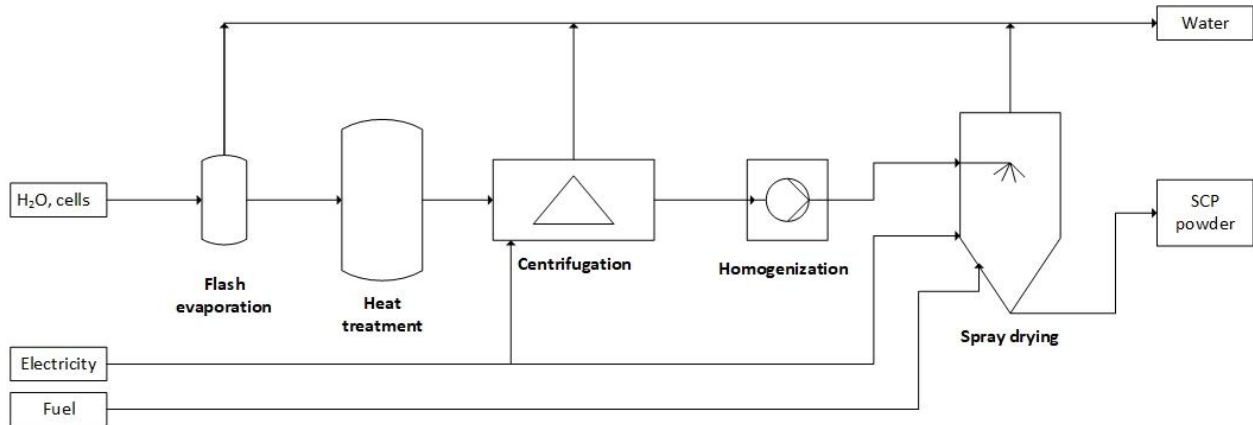 Water
H₂O, cells
SCP
powder
Flash
evaporation
Heat
treatment
Centrifugation
Homogenization
Spray drying
Electricity
Fuel